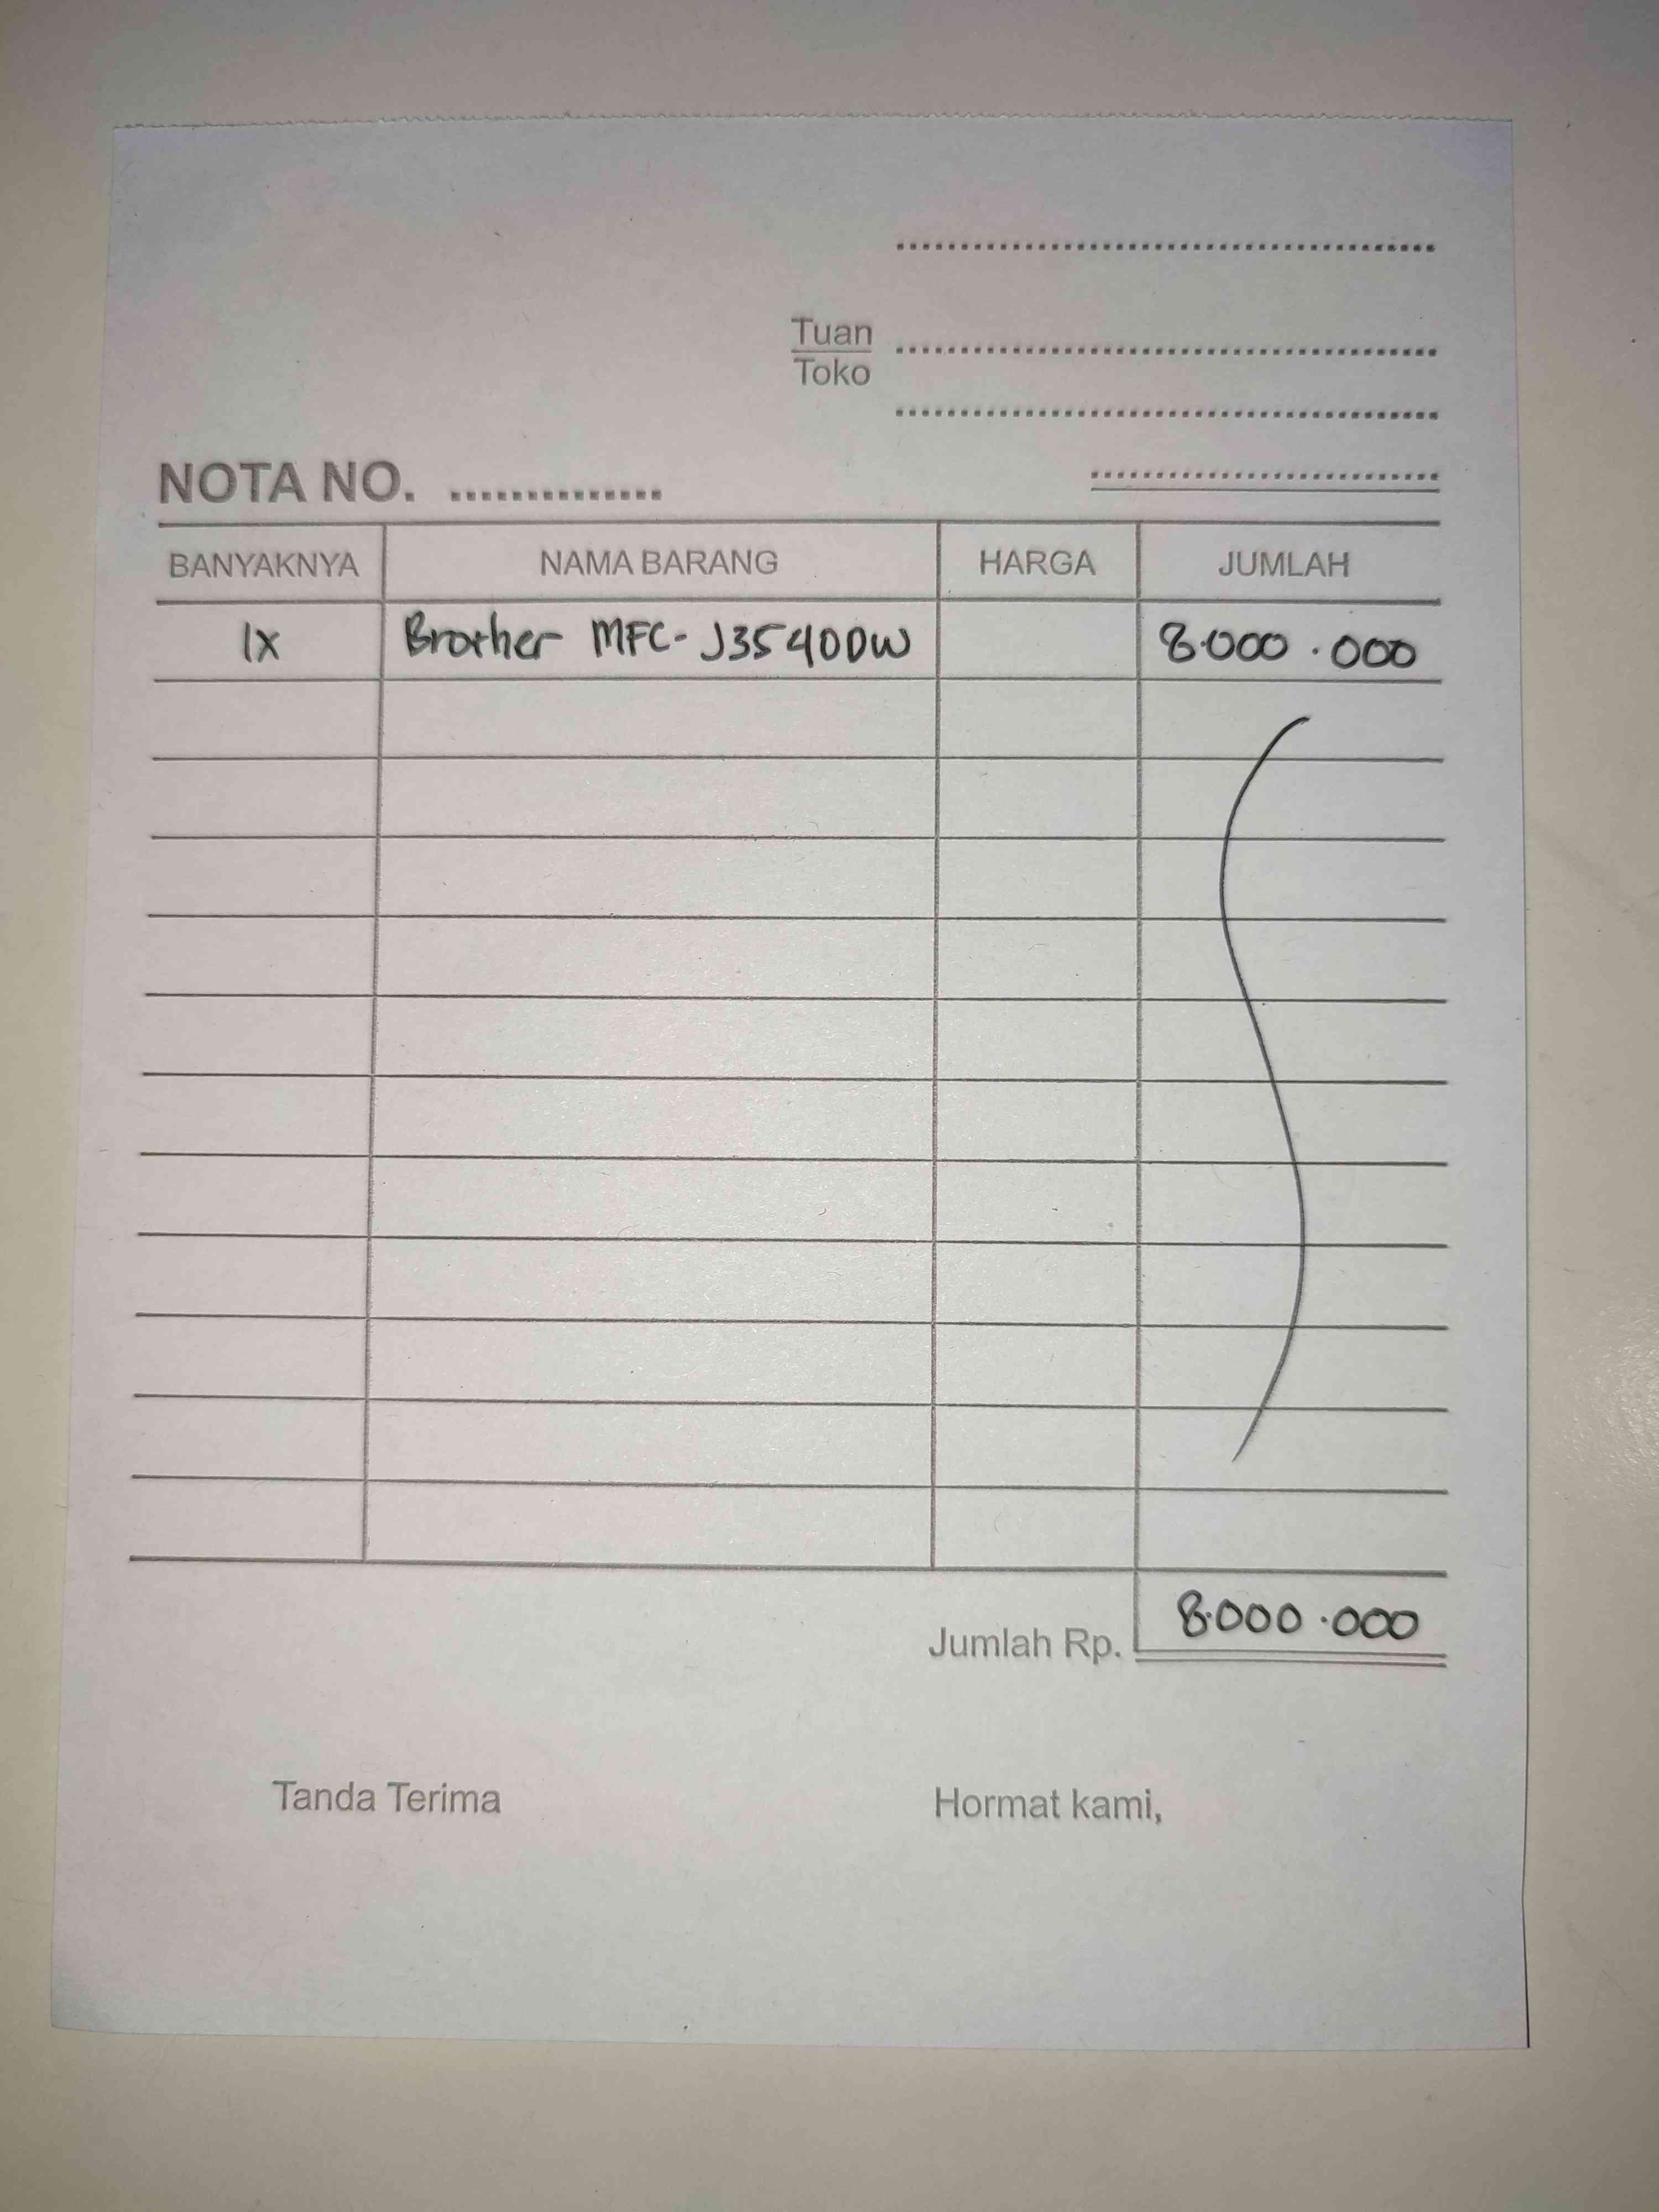 Tuan
Toko
NOTA NO. ..............
BANYAKNYA NAMA BARANG HARGA JUMLAH
1x Brother MFC-J3540DW 8.000.000
Jumlah Rp. 8.000.000
Tanda Terima Hormat kami,